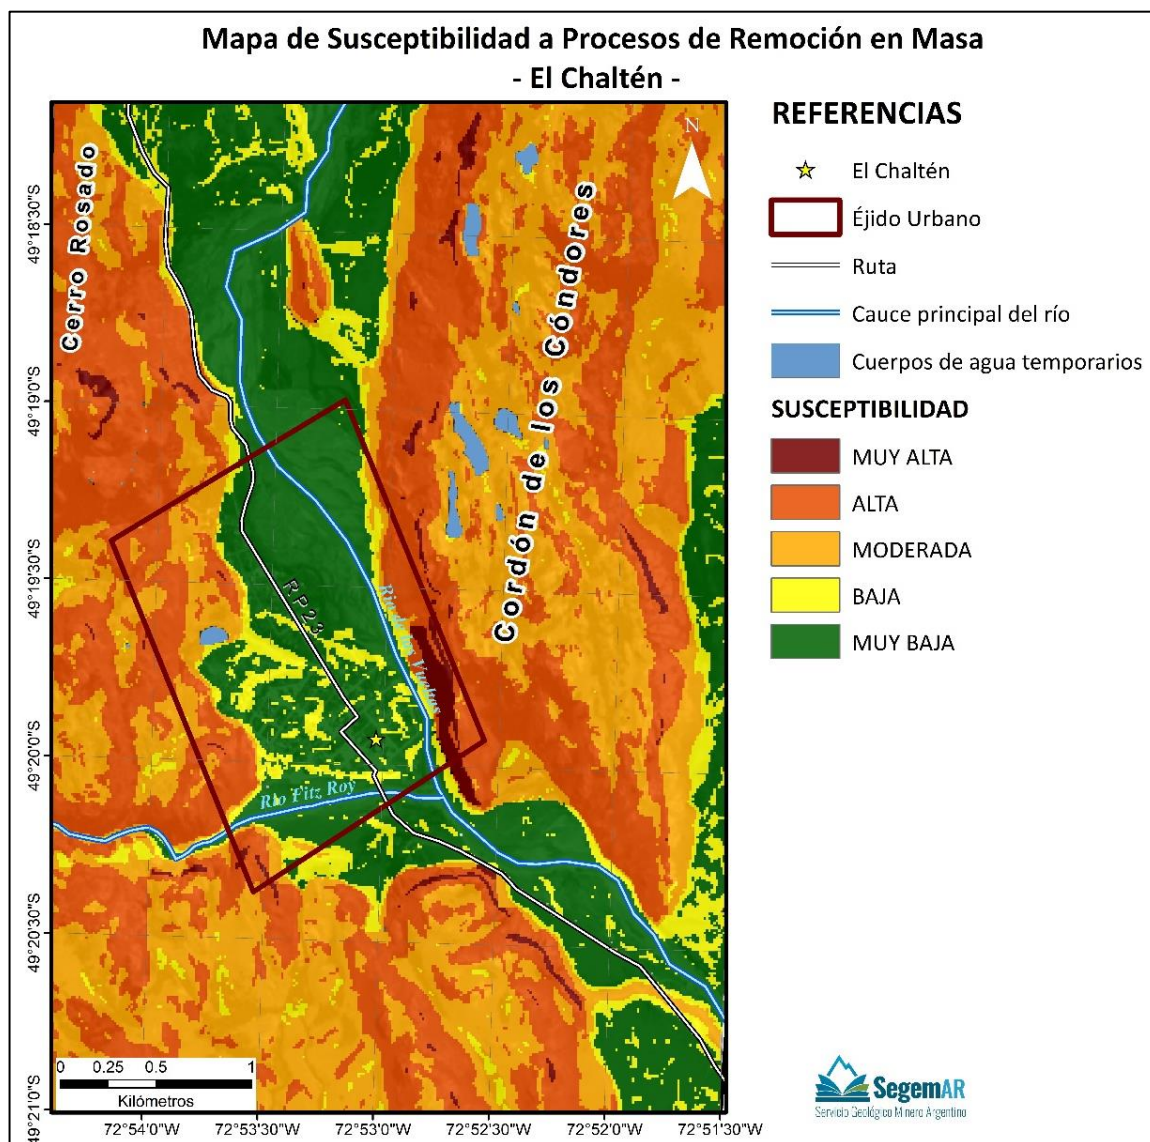 Mapa de Susceptibilidad a Procesos de Remoción en Masa
- El Chaltén -
REFERENCIAS
El Chaltén
Éjido Urbano
Ruta
Cauce principal del río
Cuerpos de agua temporarios
SUSCEPTIBILIDAD
MUY ALTA
ALTA
MODERADA
BAJA
MUY BAJA
N
Cerro Rosado
Cordón de los Cóndores
RP23
Río de las Vueltas
Río Fitz Roy
49°18'30"S
49°19'0"S
49°19'30"S
49°20'0"S
49°20'30"S
49°21'0"S
0 0.25 0.5 1
Kilómetros
72°54'0"W
72°53'30"W
72°53'0"W
72°52'30"W
72°52'0"W
72°51'30"W
SegemAR
Servicio Geológico Minero Argentino